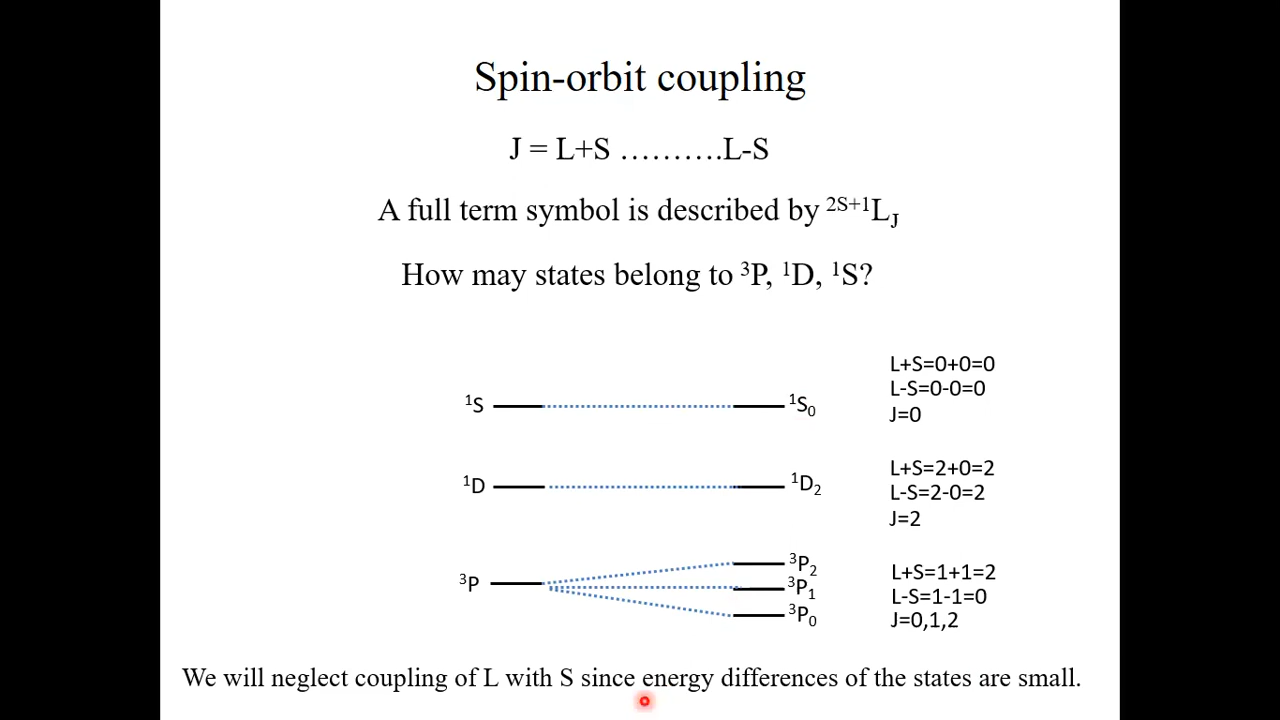 Spin-orbit coupling
J = L+S ……….L-S
A full term symbol is described by ²ˢ⁺¹L_J
How may states belong to ³P, ¹D, ¹S?
L+S=0+0=0
L-S=0-0=0
J=0
¹S
¹S₀
L+S=2+0=2
L-S=2-0=2
J=2
¹D
¹D₂
³P
³P₂
³P₁
³P₀
L+S=1+1=2
L-S=1-1=0
J=0,1,2
We will neglect coupling of L with S since energy differences of the states are small.